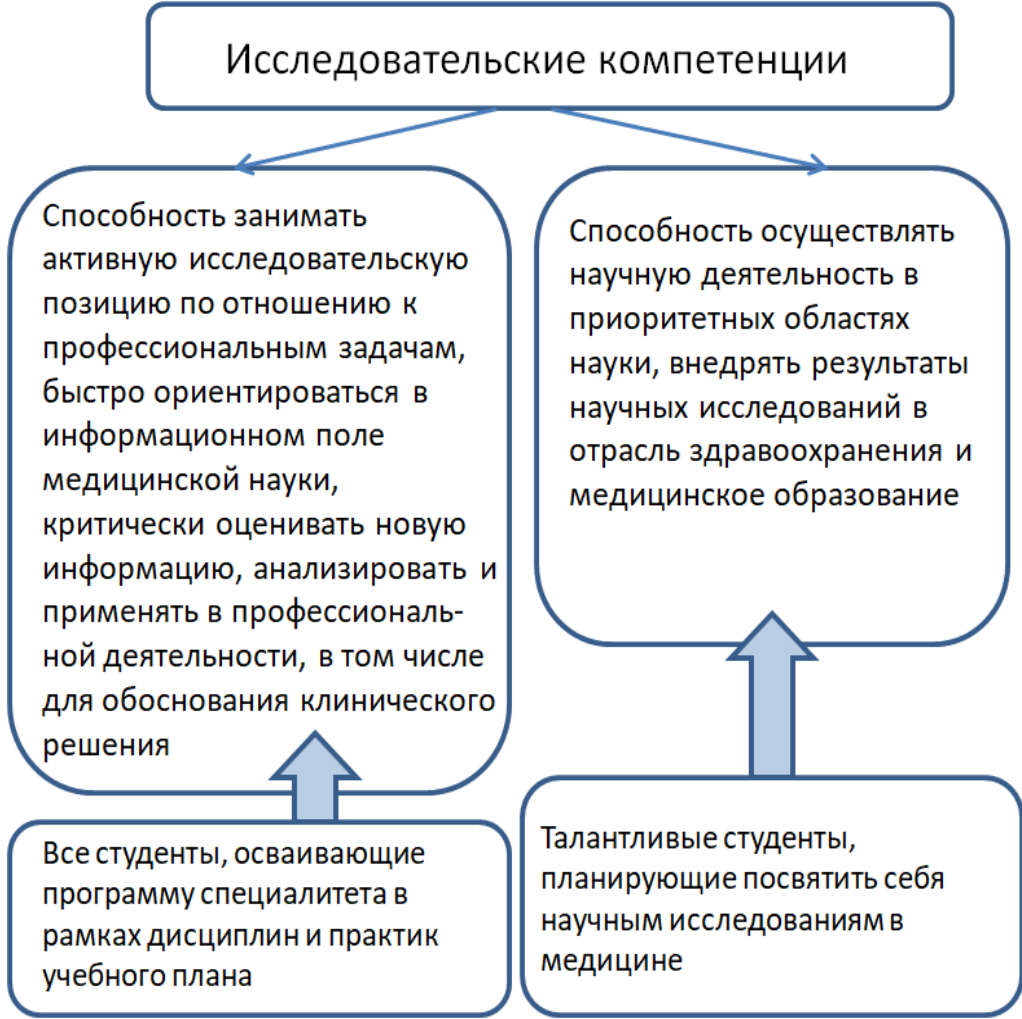 Исследовательские компетенции
Способность занимать
активную исследовательскую
позицию по отношению к
профессиональным задачам,
быстро ориентироваться в
информационном поле
медицинской науки,
критически оценивать новую
информацию, анализировать и
применять в профессиональ-
ной деятельности, в том числе
для обоснования клинического
решения
Способность осуществлять
научную деятельность в
приоритетных областях
науки, внедрять результаты
научных исследований в
отрасль здравоохранения и
медицинское образование
Все студенты, осваивающие
программу специалитета в
рамках дисциплин и практик
учебного плана
Талантливые студенты,
планирующие посвятить себя
научным исследованиям в
медицине